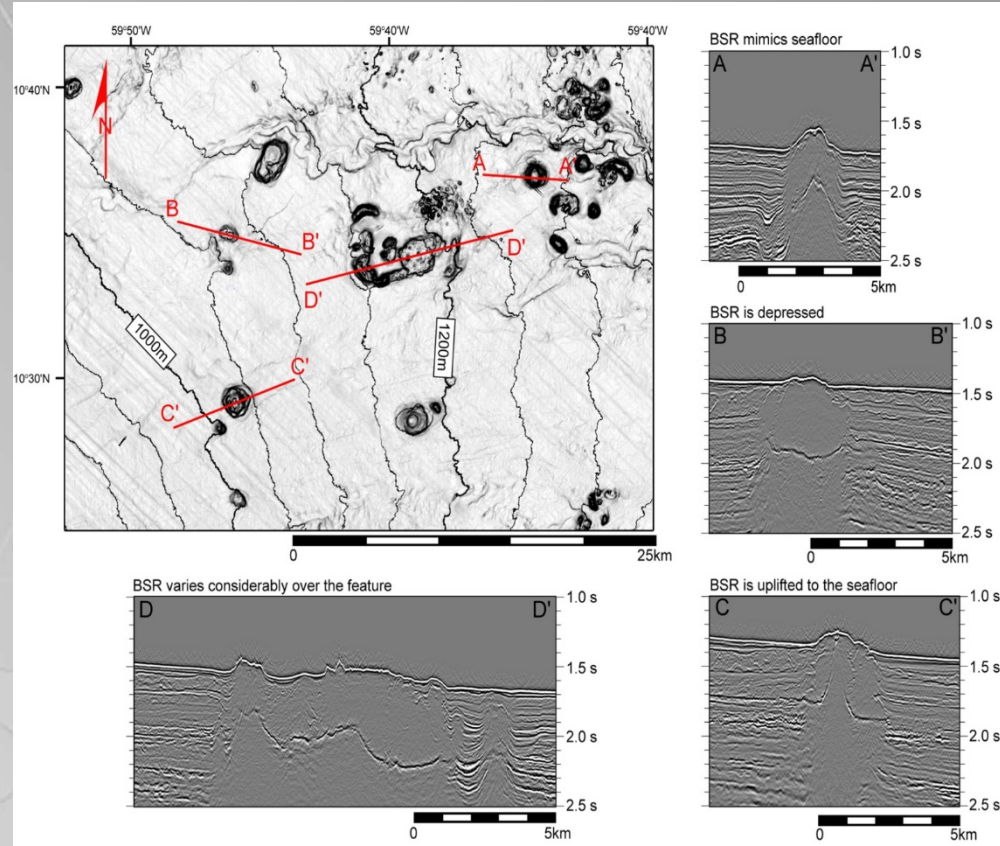 59°50'W
59°40'W
59°40'W
10°40'N
10°30'N
N
A
A'
B
B'
D'
D'
C'
C'
1000m
1200m
0
25km
BSR mimics seafloor
A
A'
1.0 s
1.5 s
2.0 s
2.5 s
0
5km
BSR is depressed
B
B'
1.0 s
1.5 s
2.0 s
2.5 s
0
5km
BSR varies considerably over the feature
D
D'
1.0 s
1.5 s
2.0 s
2.5 s
0
5km
BSR is uplifted to the seafloor
C
C'
1.0 s
1.5 s
2.0 s
2.5 s
0
5km